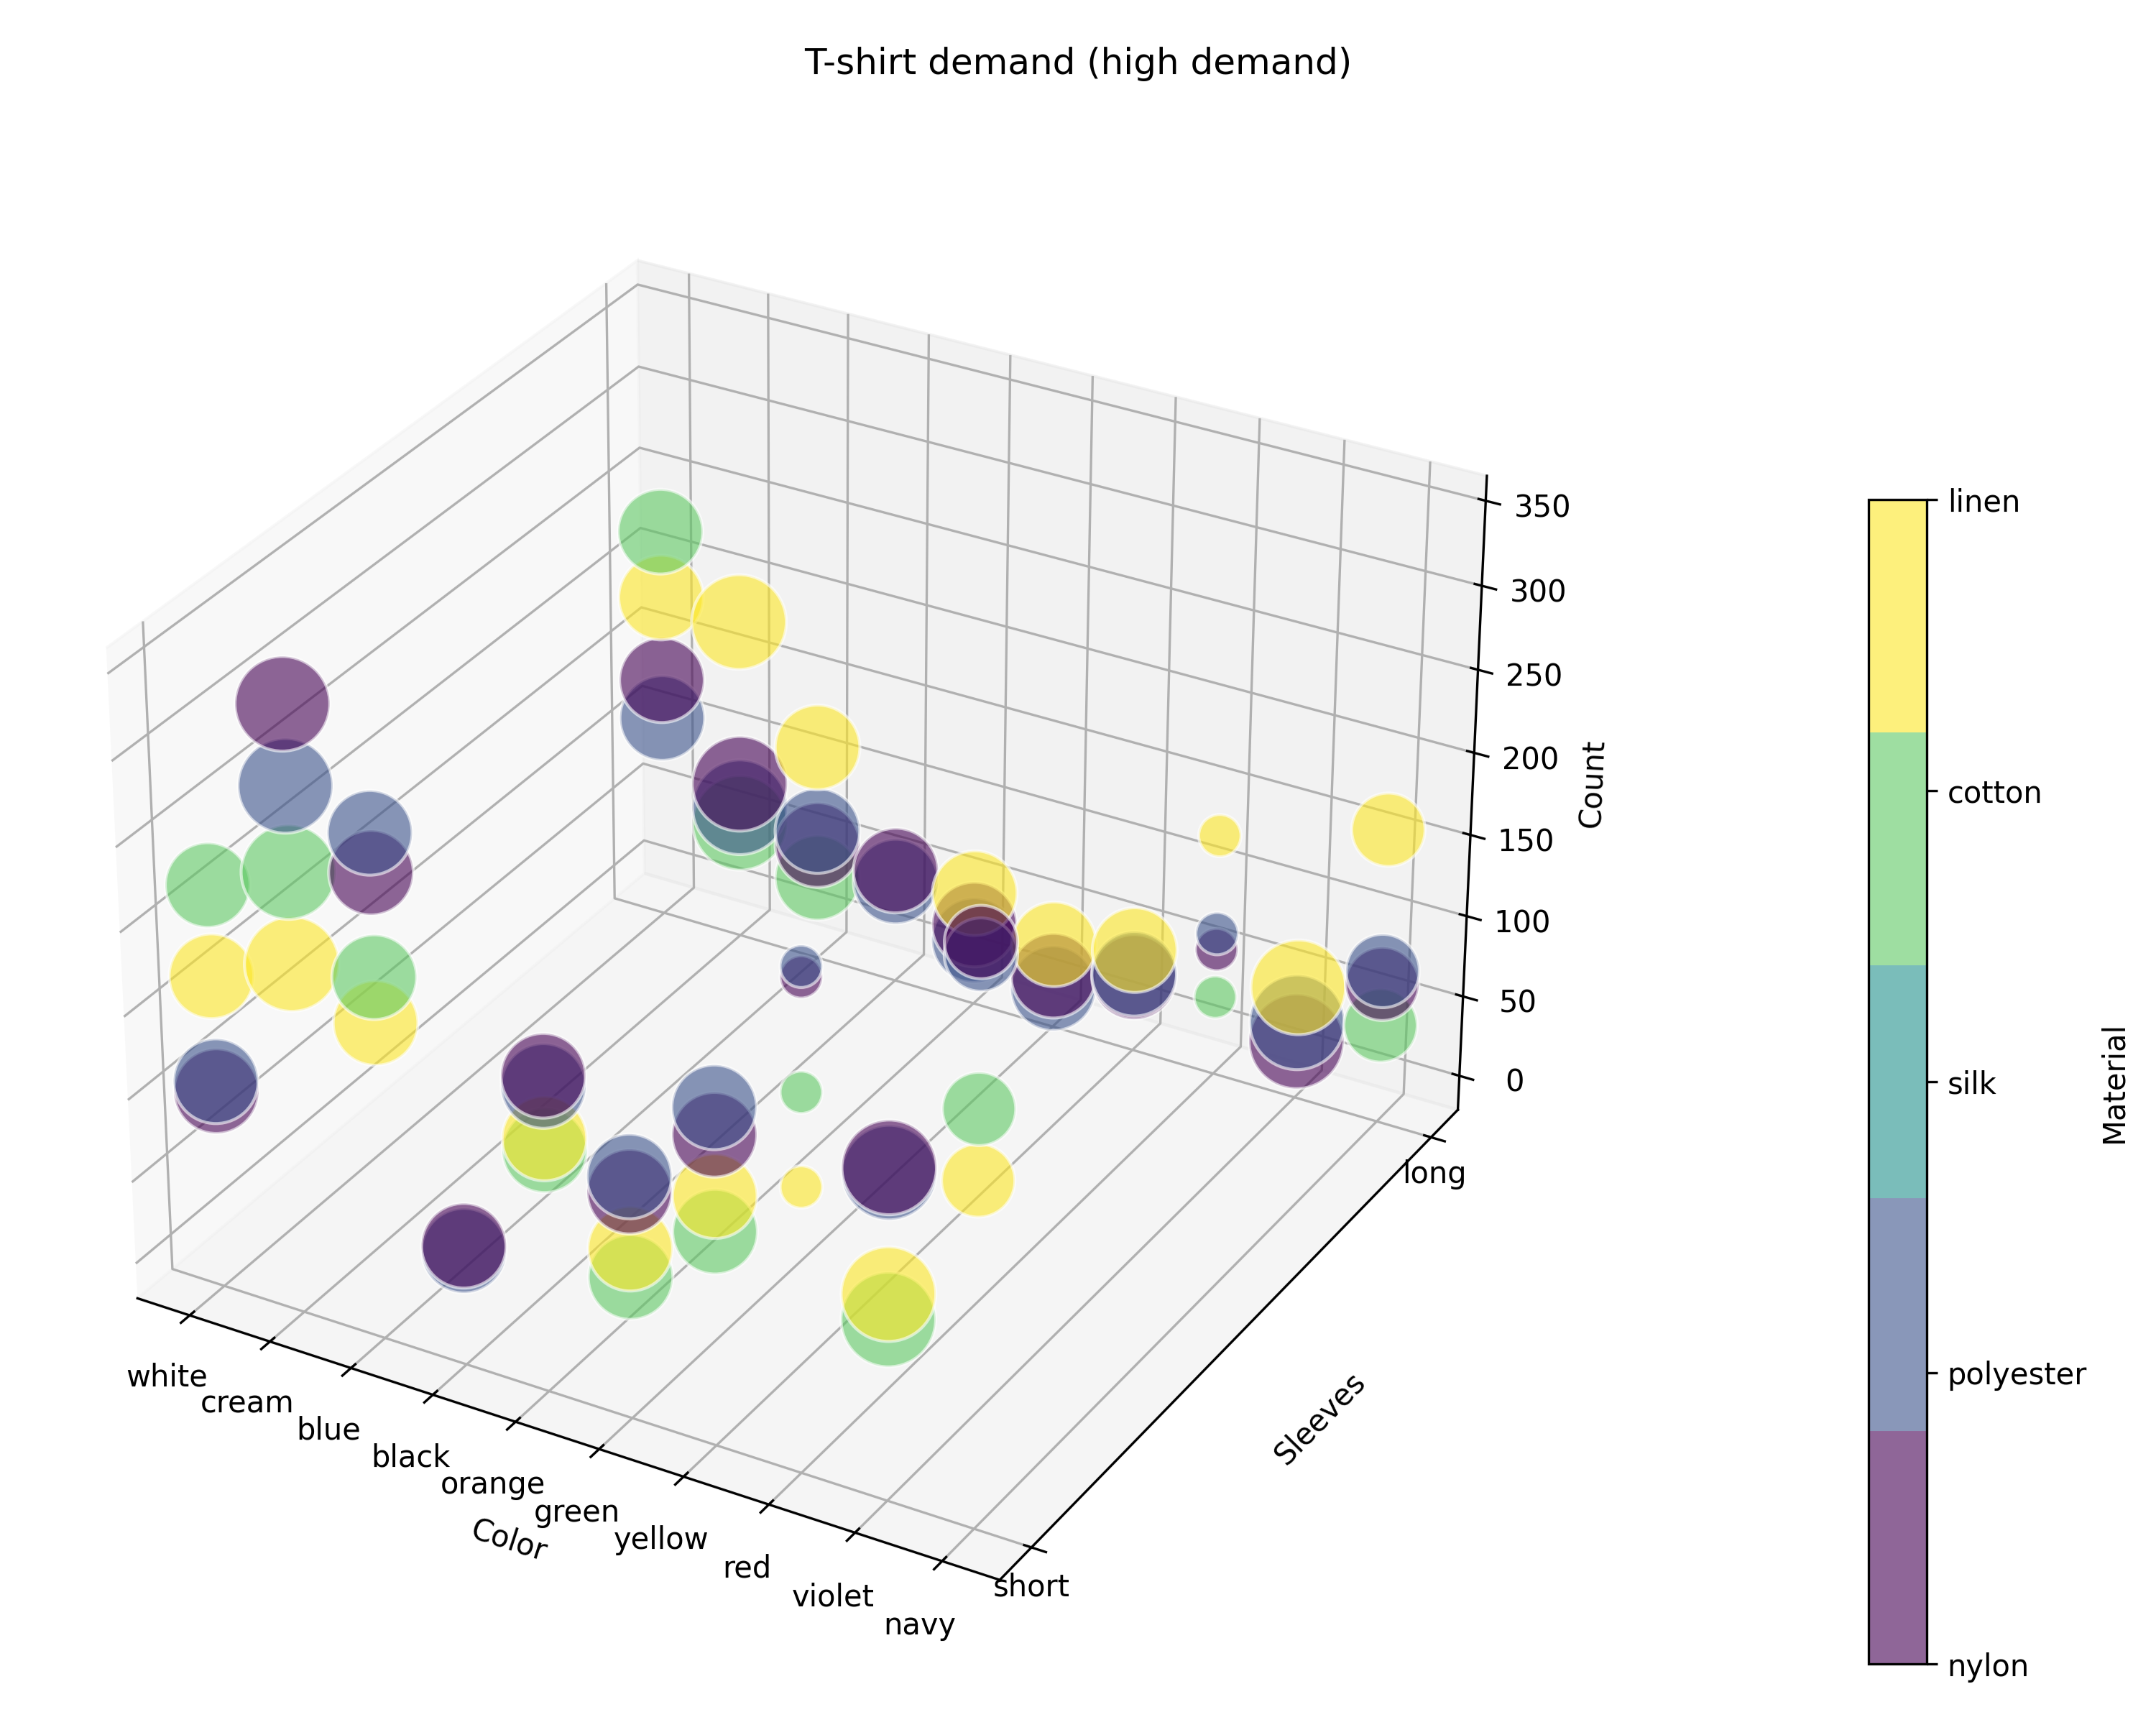 T-shirt demand (high demand)
350
300
250
200
150
100
50
0
Count
long
short
Sleeves
white
cream
blue
black
orange
green
yellow
red
violet
navy
Color
linen
cotton
silk
polyester
nylon
Material